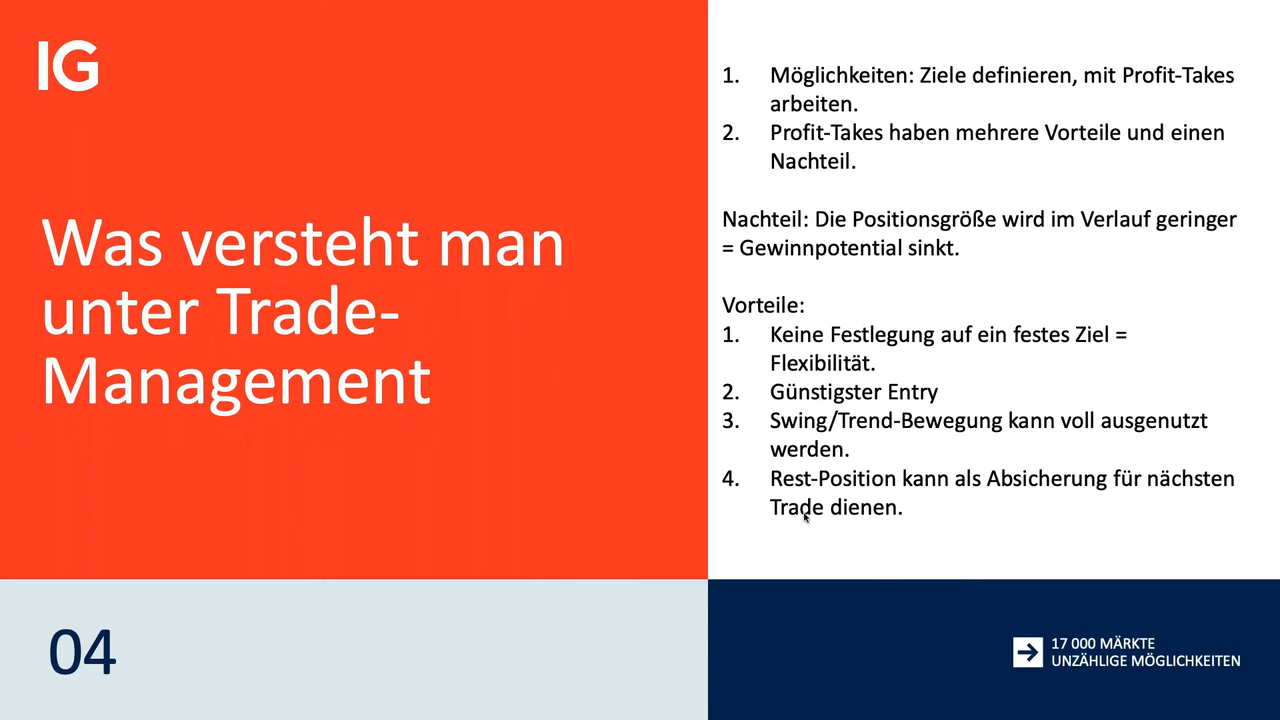 IG
Was versteht man
unter Trade-
Management
04
1. Möglichkeiten: Ziele definieren, mit Profit-Takes
arbeiten.
2. Profit-Takes haben mehrere Vorteile und einen
Nachteil.
Nachteil: Die Positionsgröße wird im Verlauf geringer
= Gewinnpotential sinkt.
Vorteile:
1. Keine Festlegung auf ein festes Ziel =
Flexibilität.
2. Günstigster Entry
3. Swing/Trend-Bewegung kann voll ausgenutzt
werden.
4. Rest-Position kann als Absicherung für nächsten
Trade dienen.
17 000 MÄRKTE
UNZÄHLIGE MÖGLICHKEITEN